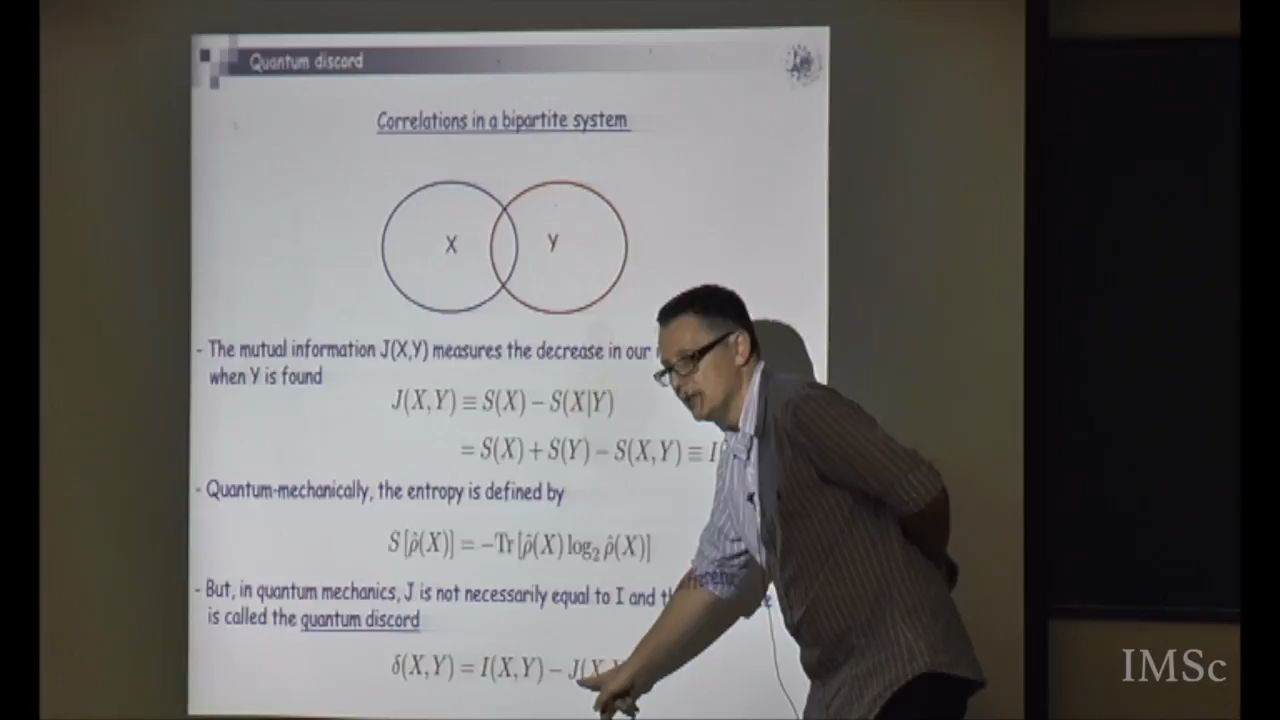 Quantum discord
Correlations in a bipartite system
X
Y
- The mutual information J(X,Y) measures the decrease in our
when Y is found
J(X,Y) ≡ S(X) − S(X|Y)
= S(X) + S(Y) − S(X,Y) ≡ I
- Quantum-mechanically, the entropy is defined by
S[ρ̂(X)] = −Tr[ρ̂(X) log₂ ρ̂(X)]
- But, in quantum mechanics, J is not necessarily equal to I and
is called the quantum discord
δ(X,Y) = I(X,Y) − J(X,Y
IMSc